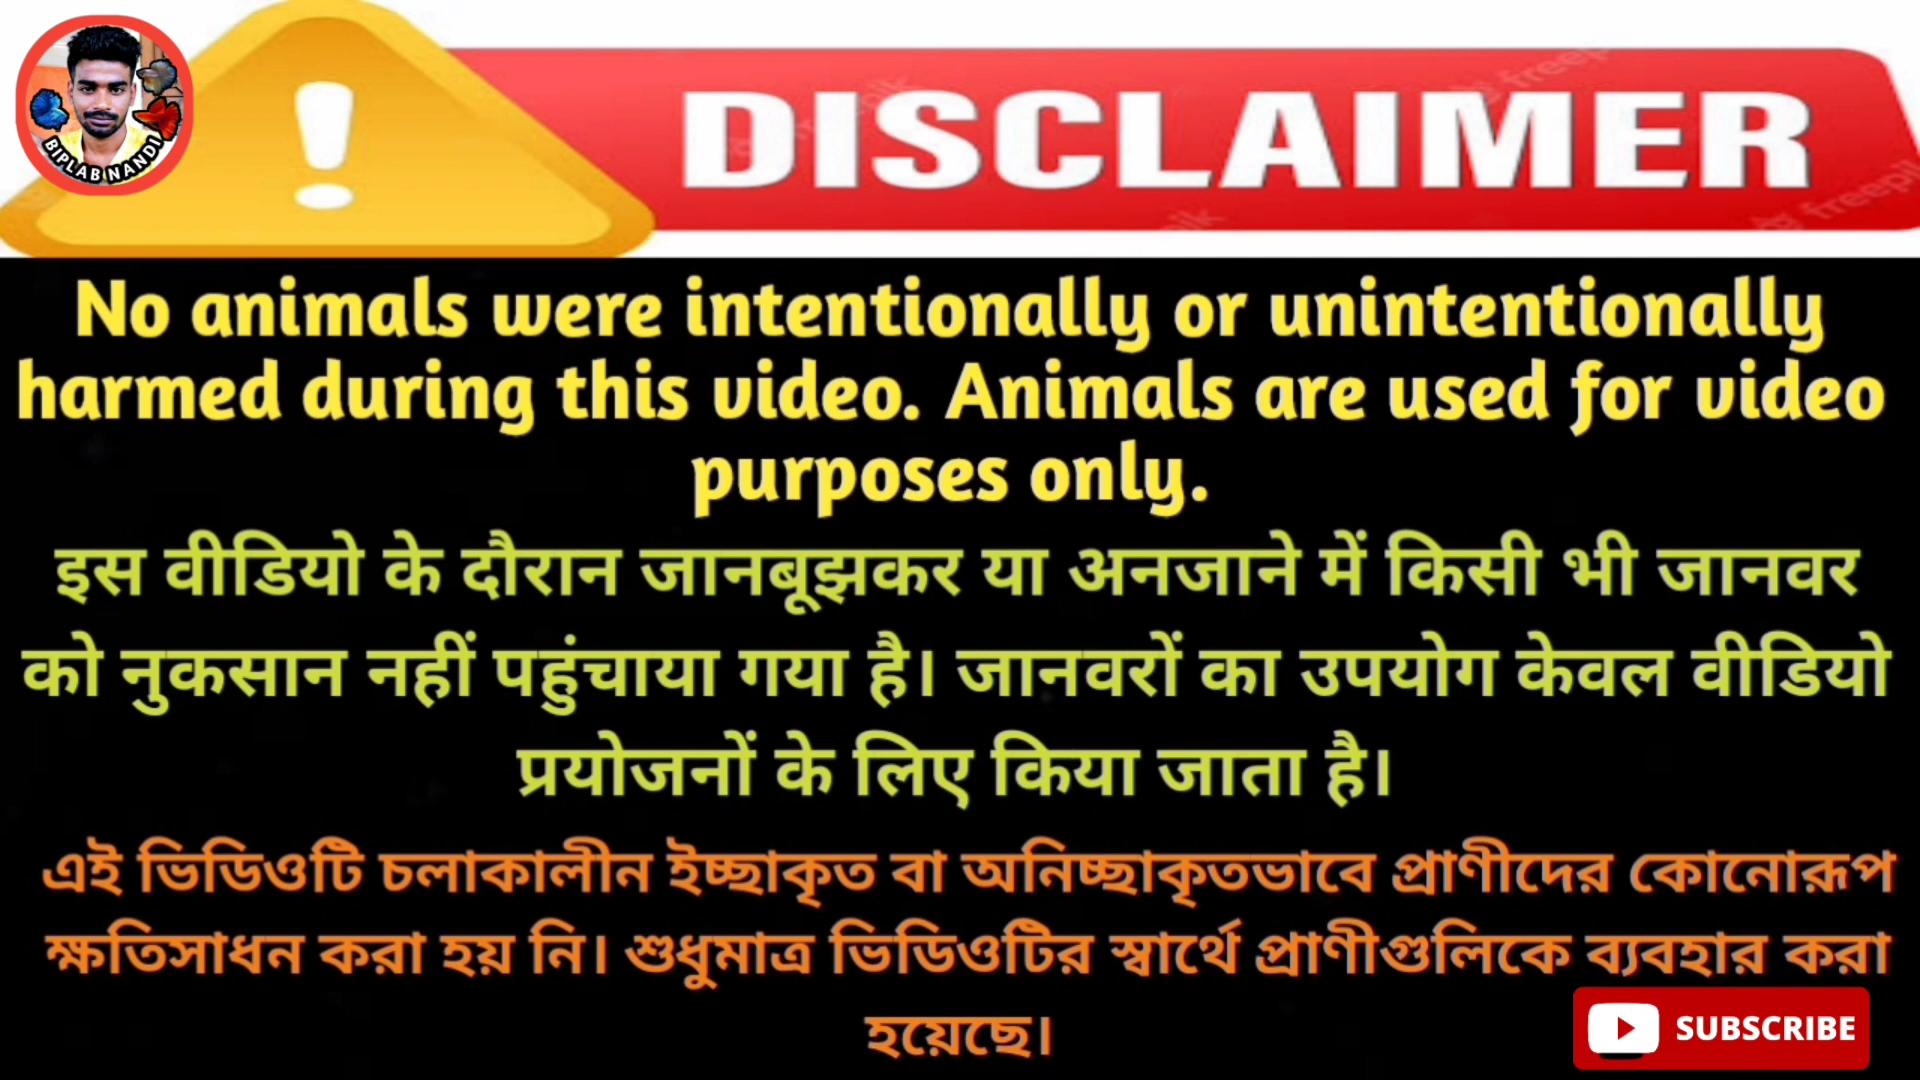 BIPLAB NANDI
DISCLAIMER
No animals were intentionally or unintentionally
harmed during this video. Animals are used for video
purposes only.
इस वीडियो के दौरान जानबूझकर या अनजाने में किसी भी जानवर
को नुकसान नहीं पहुंचाया गया है। जानवरों का उपयोग केवल वीडियो
प्रयोजनों के लिए किया जाता है।
এই ভিডিওটি চলাকালীন ইচ্ছাকৃত বা অনিচ্ছাকৃতভাবে প্রাণীদের কোনোরূপ
ক্ষতিসাধন করা হয় নি। শুধুমাত্র ভিডিওটির স্বার্থে প্রাণীগুলিকে ব্যবহার করা
হয়েছে।
SUBSCRIBE